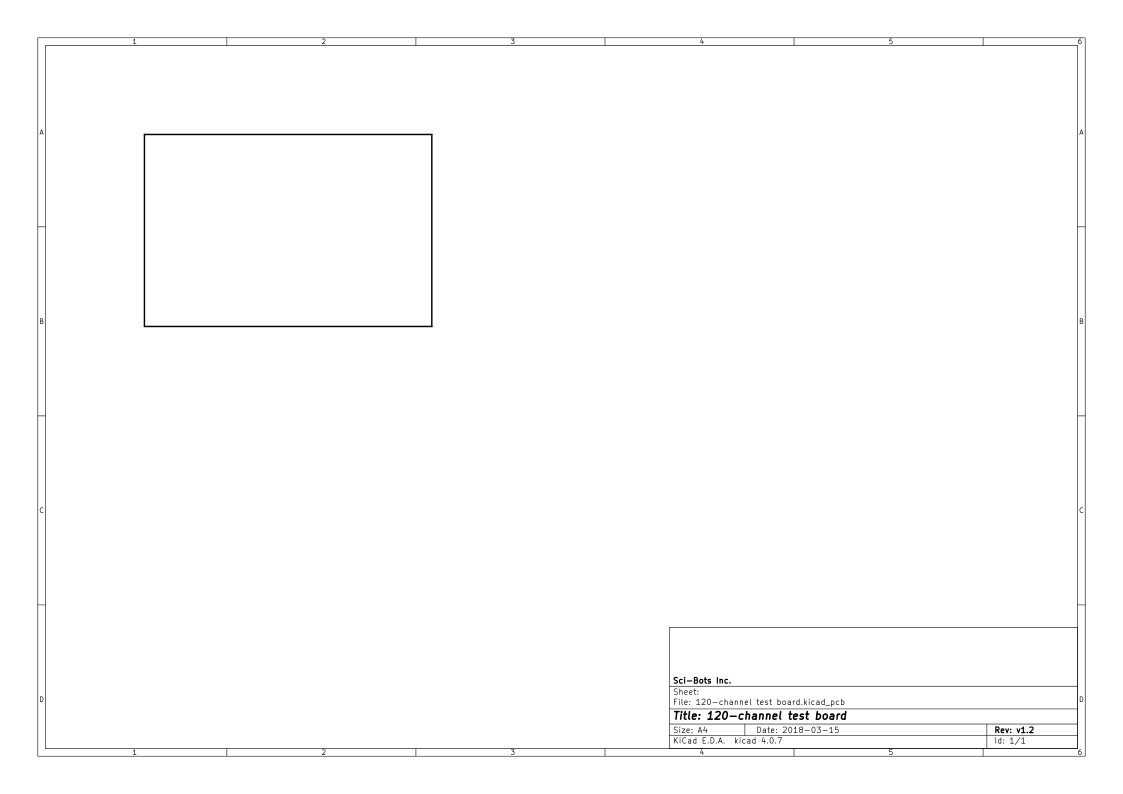 1 2 3 4 5 6
A A
B B
C C
D D
Sci-Bots Inc.
Sheet:
File: 120-channel test board.kicad_pcb
Title: 120-channel test board
Size: A4 Date: 2018-03-15 Rev: v1.2
KiCad E.D.A. kicad 4.0.7 Id: 1/1
1 2 3 4 5 6